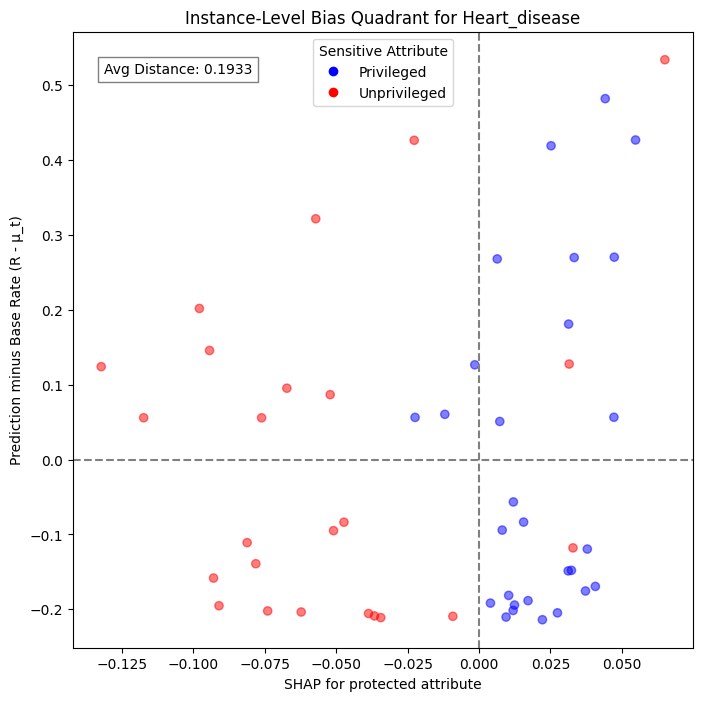 Instance-Level Bias Quadrant for Heart_disease
Avg Distance: 0.1933
Sensitive Attribute
Privileged
Unprivileged
Prediction minus Base Rate (R - μ_t)
0.5
0.4
0.3
0.2
0.1
0.0
−0.1
−0.2
−0.125 −0.100 −0.075 −0.050 −0.025 0.000 0.025 0.050
SHAP for protected attribute